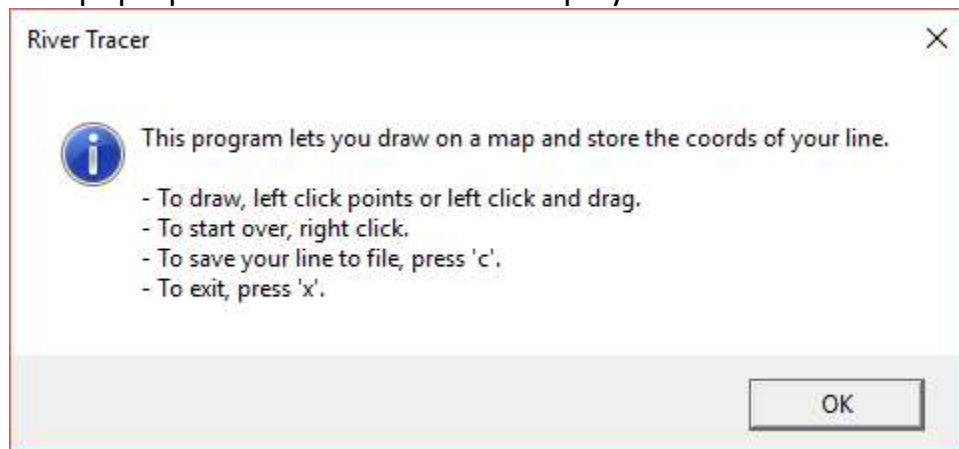 River Tracer
This program lets you draw on a map and store the coords of your line.
- To draw, left click points or left click and drag.
- To start over, right click.
- To save your line to file, press 'c'.
- To exit, press 'x'.
OK